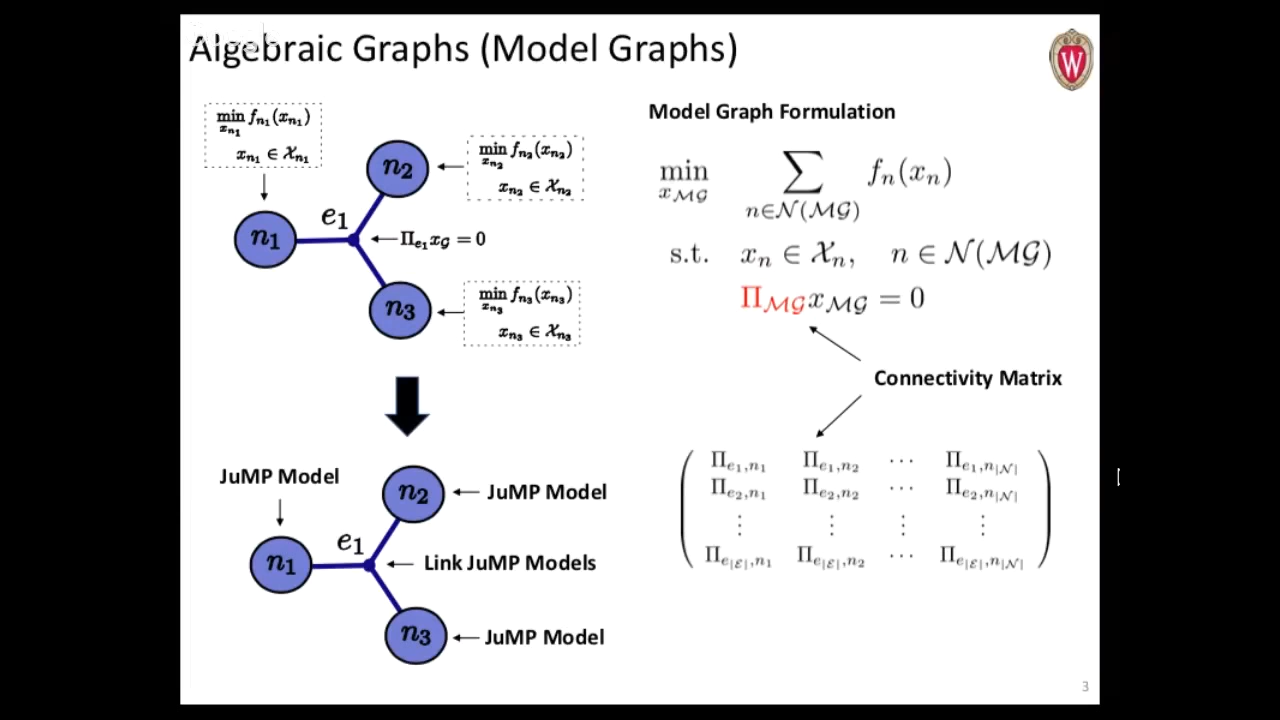 Algebraic Graphs (Model Graphs)
W
min f_{n_1}(x_{n_1})
x_{n_1}
x_{n_1} ∈ 𝒳_{n_1}
n_2
min f_{n_2}(x_{n_2})
x_{n_2}
x_{n_2} ∈ 𝒳_{n_2}
e_1
n_1
Π_{e_1} x_𝒢 = 0
n_3
min f_{n_3}(x_{n_3})
x_{n_3}
x_{n_3} ∈ 𝒳_{n_3}
JuMP Model
n_2
JuMP Model
e_1
n_1
Link JuMP Models
n_3
JuMP Model
Model Graph Formulation
min ∑ f_n(x_n)
x_{ℳ𝒢} n∈𝒩(ℳ𝒢)
s.t. x_n ∈ 𝒳_n, n ∈ 𝒩(ℳ𝒢)
Π_{ℳ𝒢} x_{ℳ𝒢} = 0
Connectivity Matrix
Π_{e_1,n_1} Π_{e_1,n_2} ⋯ Π_{e_1,n_{|𝒩|}}
Π_{e_2,n_1} Π_{e_2,n_2} ⋯ Π_{e_2,n_{|𝒩|}}
⋮ ⋮ ⋮ ⋮
Π_{e_{|ℰ|},n_1} Π_{e_{|ℰ|},n_2} ⋯ Π_{e_{|ℰ|},n_{|𝒩|}}
3